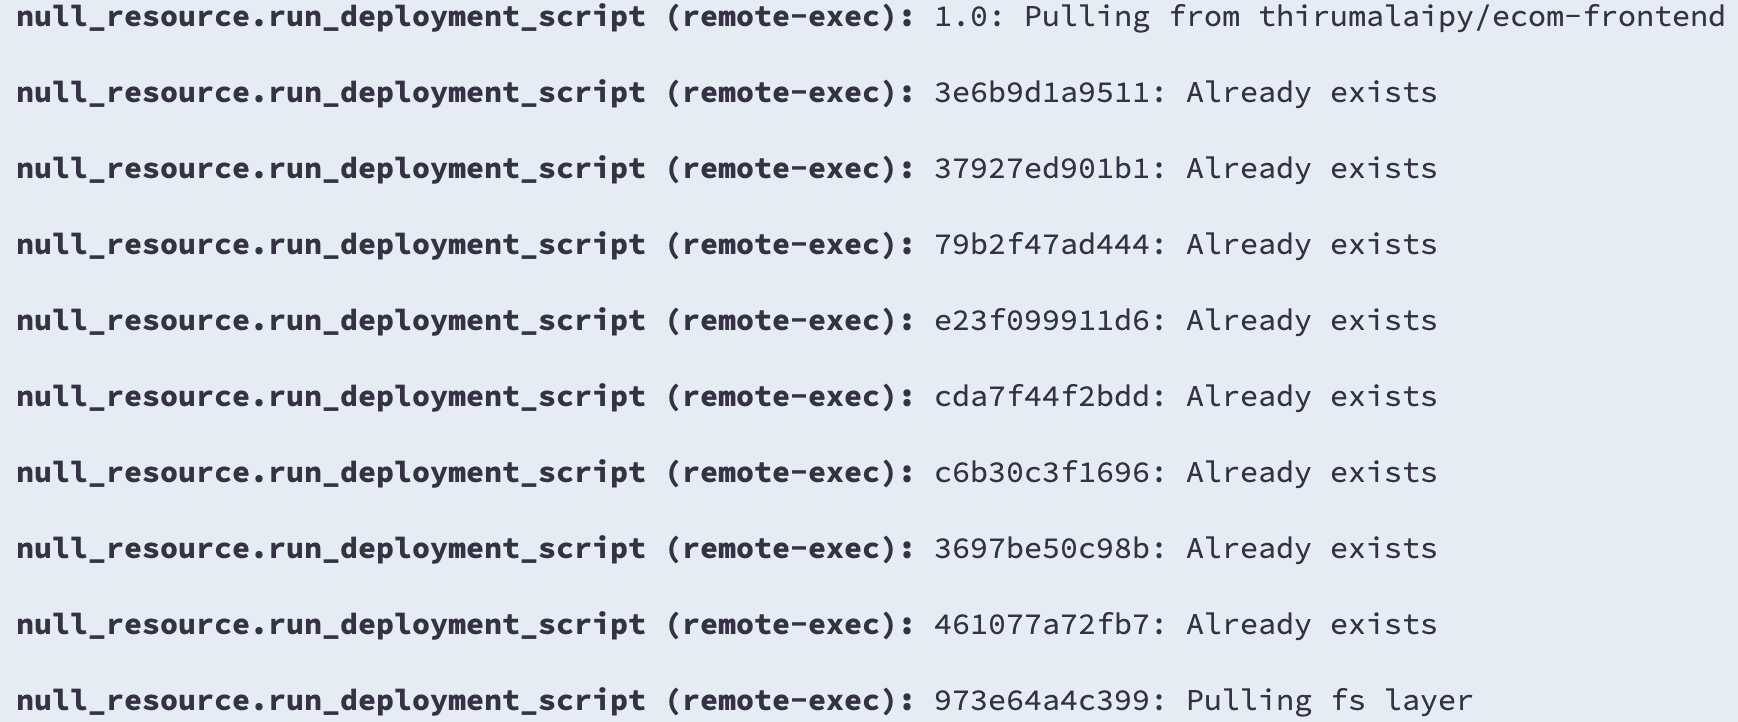 null_resource.run_deployment_script (remote-exec): 1.0: Pulling from thirumalaipy/ecom-frontend
null_resource.run_deployment_script (remote-exec): 3e6b9d1a9511: Already exists
null_resource.run_deployment_script (remote-exec): 37927ed901b1: Already exists
null_resource.run_deployment_script (remote-exec): 79b2f47ad444: Already exists
null_resource.run_deployment_script (remote-exec): e23f099911d6: Already exists
null_resource.run_deployment_script (remote-exec): cda7f44f2bdd: Already exists
null_resource.run_deployment_script (remote-exec): c6b30c3f1696: Already exists
null_resource.run_deployment_script (remote-exec): 3697be50c98b: Already exists
null_resource.run_deployment_script (remote-exec): 461077a72fb7: Already exists
null_resource.run_deployment_script (remote-exec): 973e64a4c399: Pulling fs layer